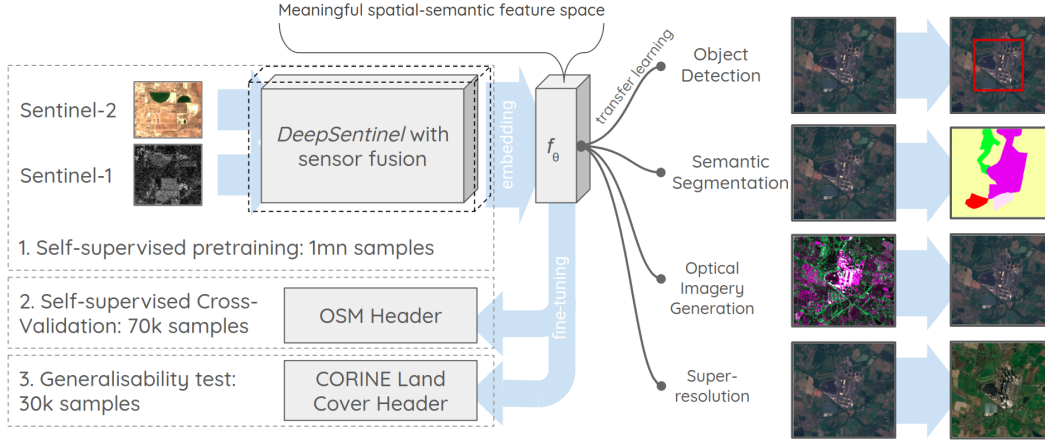 Meaningful spatial-semantic feature space
Sentinel-2
Sentinel-1
DeepSentinel with
sensor fusion
embedding
f_θ
transfer learning
Object
Detection
Semantic
Segmentation
Optical
Imagery
Generation
Super-
resolution
1. Self-supervised pretraining: 1mn samples
2. Self-supervised Cross-
Validation: 70k samples
OSM Header
fine-tuning
3. Generalisability test:
30k samples
CORINE Land
Cover Header